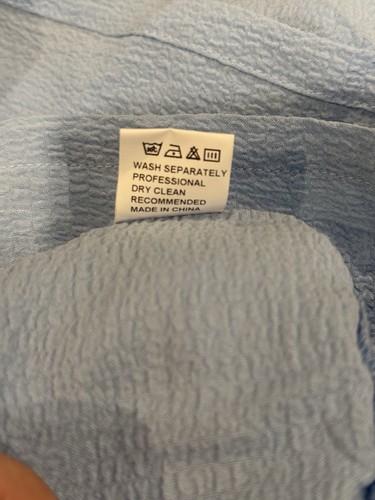 WASH SEPARATELY
PROFESSIONAL
DRY CLEAN
RECOMMENDED
MADE IN CHINA